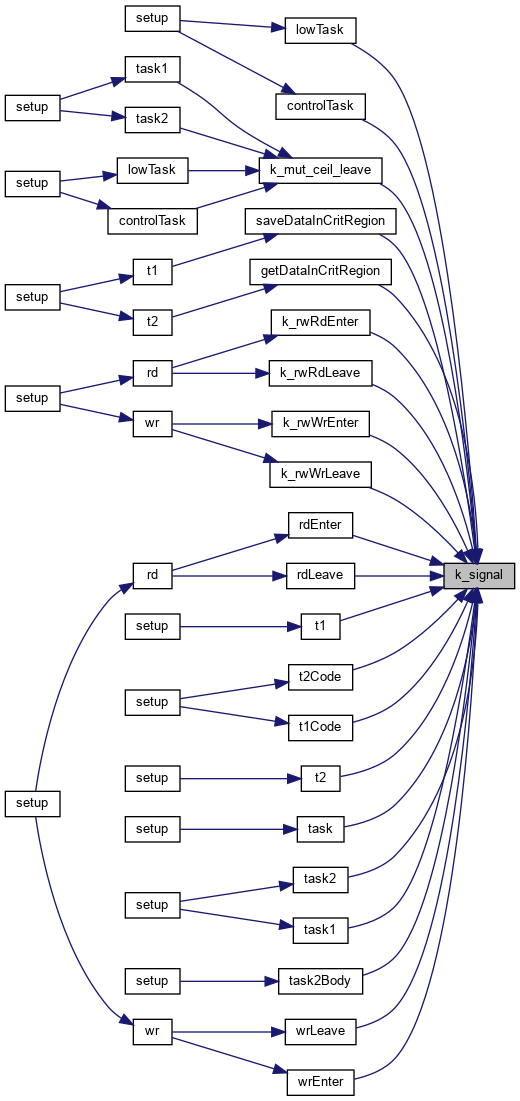 setup
lowTask
task1
controlTask
setup
task2
lowTask
k_mut_ceil_leave
setup
controlTask
saveDataInCritRegion
t1
getDataInCritRegion
setup
t2
k_rwRdEnter
rd
k_rwRdLeave
setup
wr
k_rwWrEnter
k_rwWrLeave
rdEnter
rd
rdLeave
k_signal
setup
t1
t2Code
setup
t1Code
setup
t2
setup
setup
task
task2
setup
task1
setup
task2Body
wr
wrLeave
wrEnter